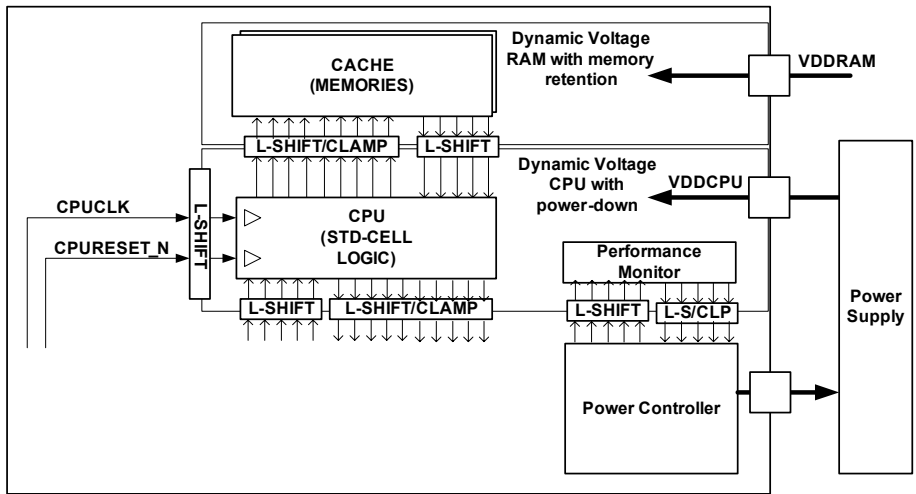 CACHE
(MEMORIES)
Dynamic Voltage
RAM with memory
retention
VDDRAM
L-SHIFT/CLAMP
L-SHIFT
Dynamic Voltage
CPU with
power-down
VDDCPU
CPUCLK
CPURESET_N
L-SHIFT
CPU
(STD-CELL
LOGIC)
Performance
Monitor
L-SHIFT
L-SHIFT/CLAMP
L-SHIFT
L-S/CLP
Power
Supply
Power Controller